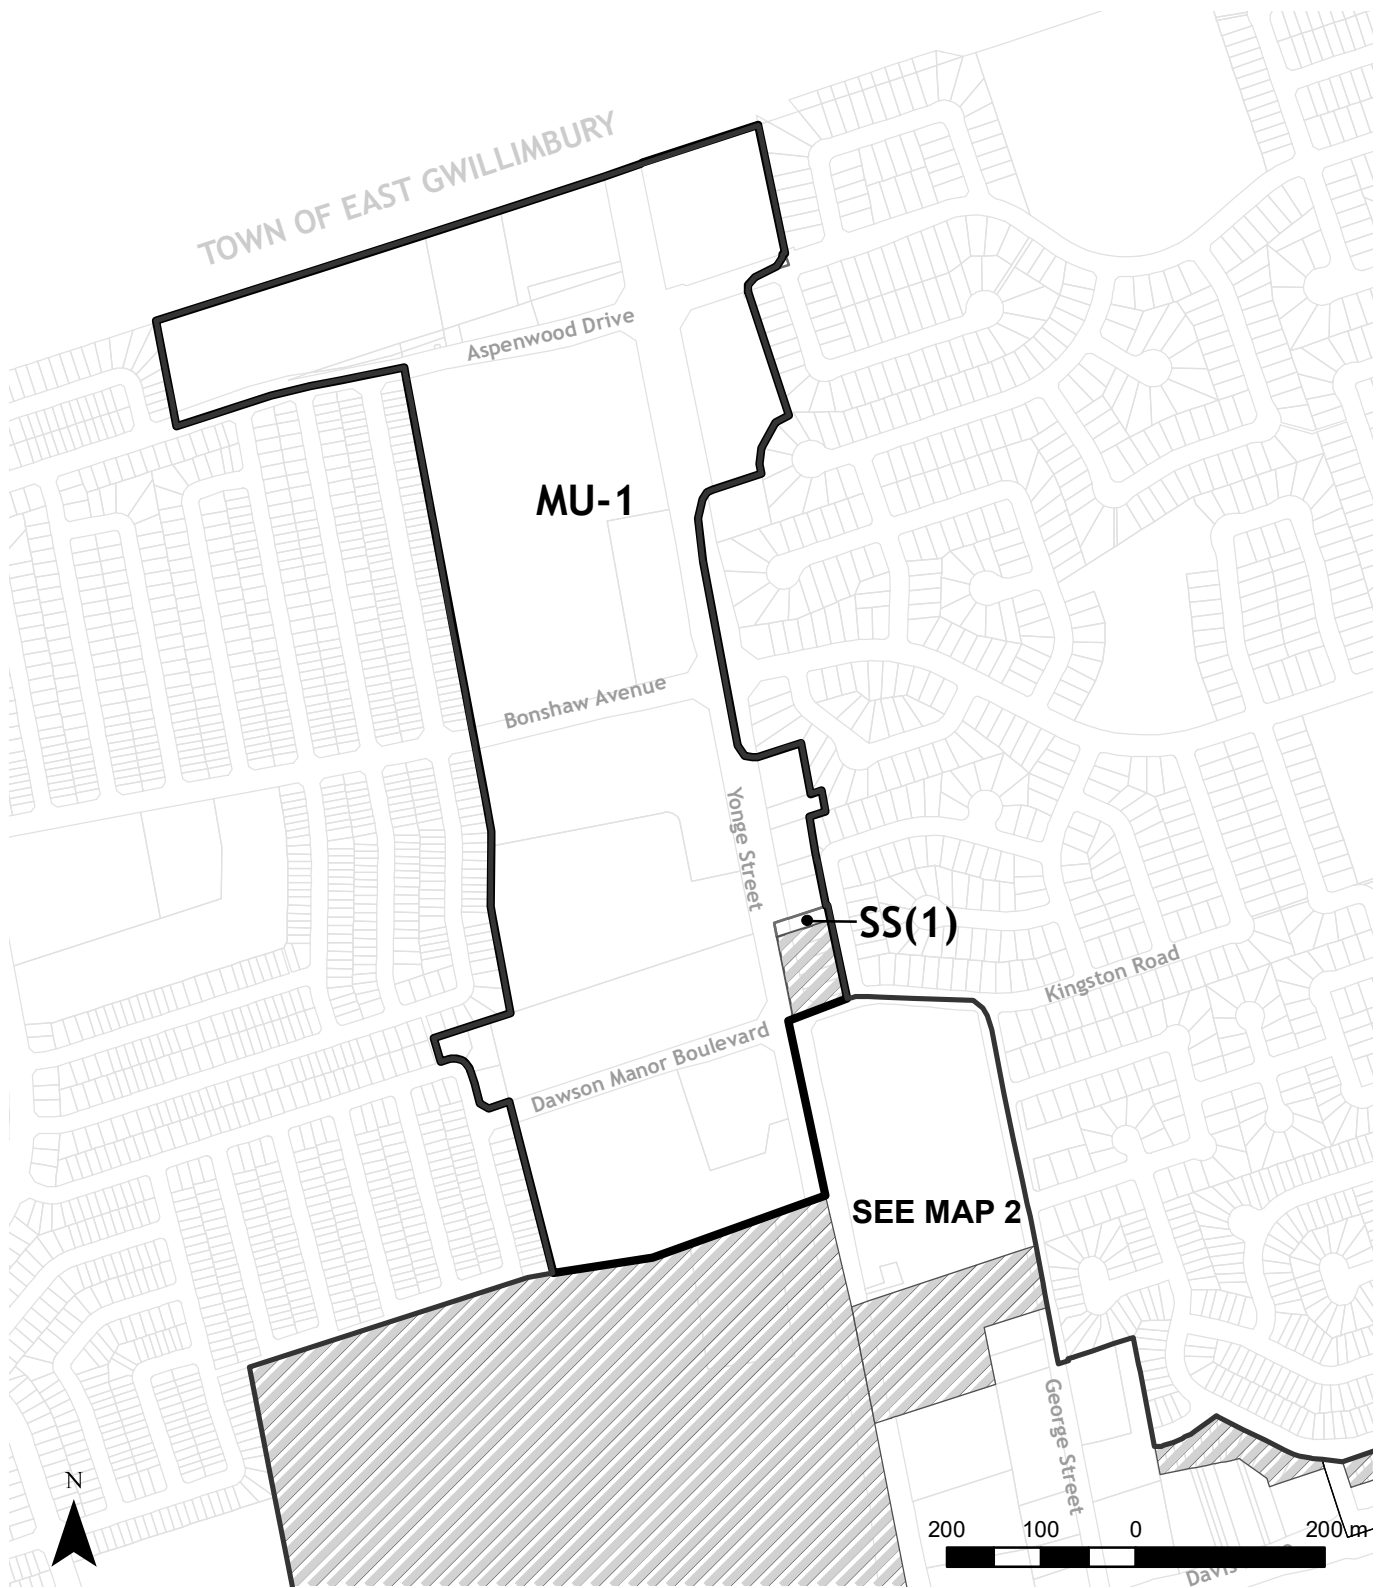 TOWN OF EAST GWILLIMBURY
Aspenwood Drive
MU-1
Bonshaw Avenue
Yonge Street
SS(1)
Kingston Road
Dawson Manor Boulevard
SEE MAP 2
George Street
N
200 100 0 200 m